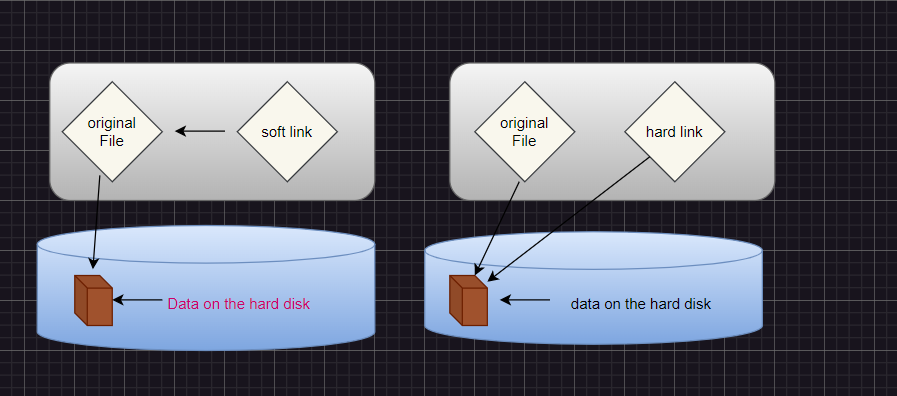 original
File
soft link
Data on the hard disk
original
File
hard link
data on the hard disk